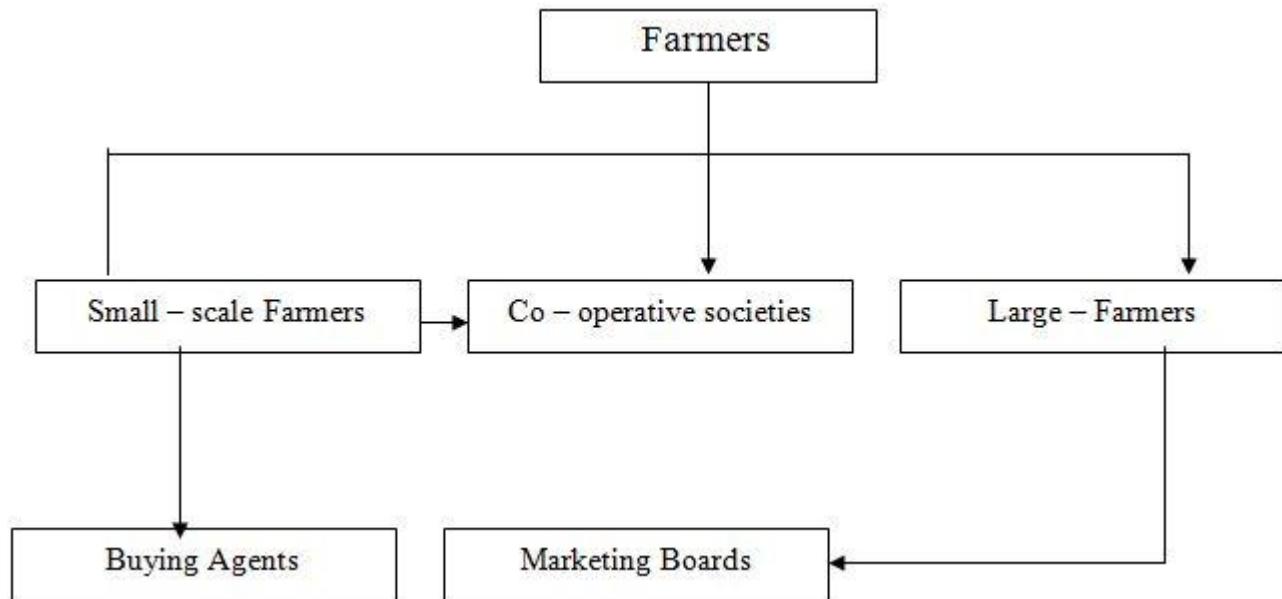 Farmers
Small – scale Farmers
Co – operative societies
Large – Farmers
Buying Agents
Marketing Boards